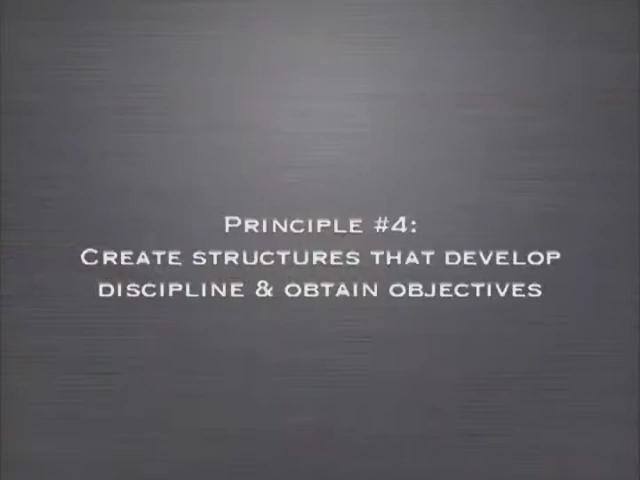 Principle #4:
Create structures that develop
discipline & obtain objectives